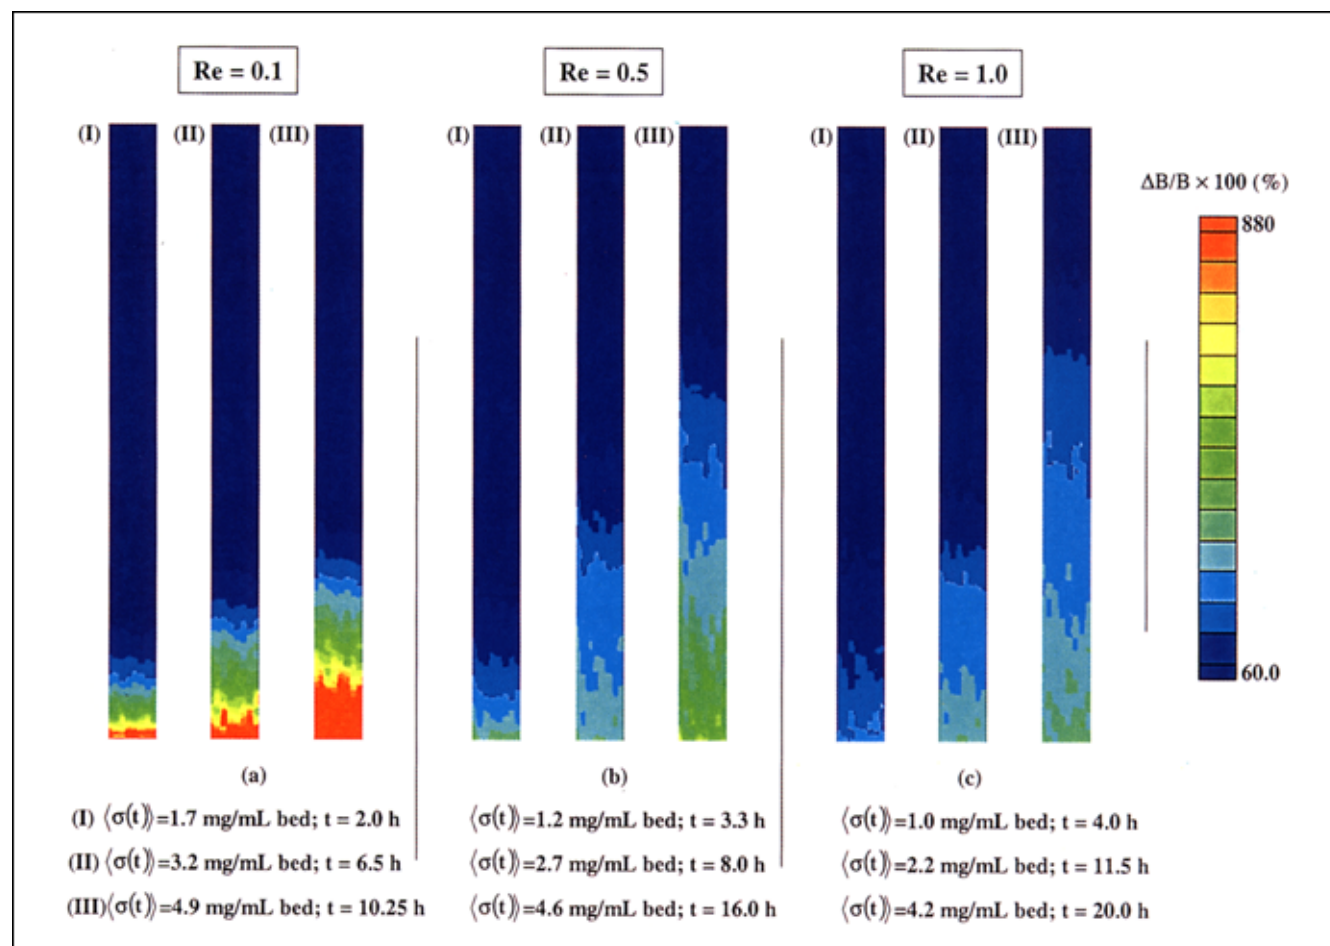 Re = 0.1
Re = 0.5
Re = 1.0
(I) (II) (III)
(I) (II) (III)
(I) (II) (III)
ΔB/B × 100 (%)
880
60.0
(a)
(b)
(c)
(I) ⟨σ(t)⟩=1.7 mg/mL bed; t = 2.0 h
(II) ⟨σ(t)⟩=3.2 mg/mL bed; t = 6.5 h
(III)⟨σ(t)⟩=4.9 mg/mL bed; t = 10.25 h
⟨σ(t)⟩=1.2 mg/mL bed; t = 3.3 h
⟨σ(t)⟩=2.7 mg/mL bed; t = 8.0 h
⟨σ(t)⟩=4.6 mg/mL bed; t = 16.0 h
⟨σ(t)⟩=1.0 mg/mL bed; t = 4.0 h
⟨σ(t)⟩=2.2 mg/mL bed; t = 11.5 h
⟨σ(t)⟩=4.2 mg/mL bed; t = 20.0 h